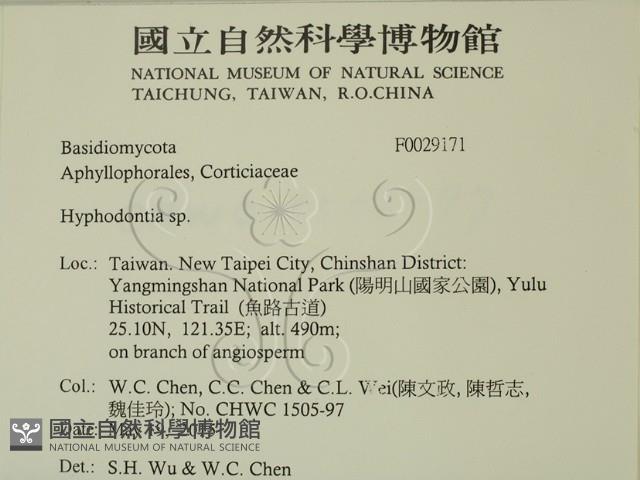 國立自然科學博物館
NATIONAL MUSEUM OF NATURAL SCIENCE
TAICHUNG, TAIWAN, R.O.CHINA
Basidiomycota F0029171
Aphyllophorales, Corticiaceae
Hyphodontia sp.
Loc.: Taiwan. New Taipei City, Chinshan District:
Yangmingshan National Park (陽明山國家公園), Yulu
Historical Trail (魚路古道)
25.10N, 121.35E; alt. 490m;
on branch of angiosperm
Col.: W.C. Chen, C.C. Chen & C.L. Wei(陳文政, 陳哲志,
魏佳玲); No. CHWC 1505-97
國立自然科學博物館
NATIONAL MUSEUM OF NATURAL SCIENCE
Det.: S.H. Wu & W.C. Chen